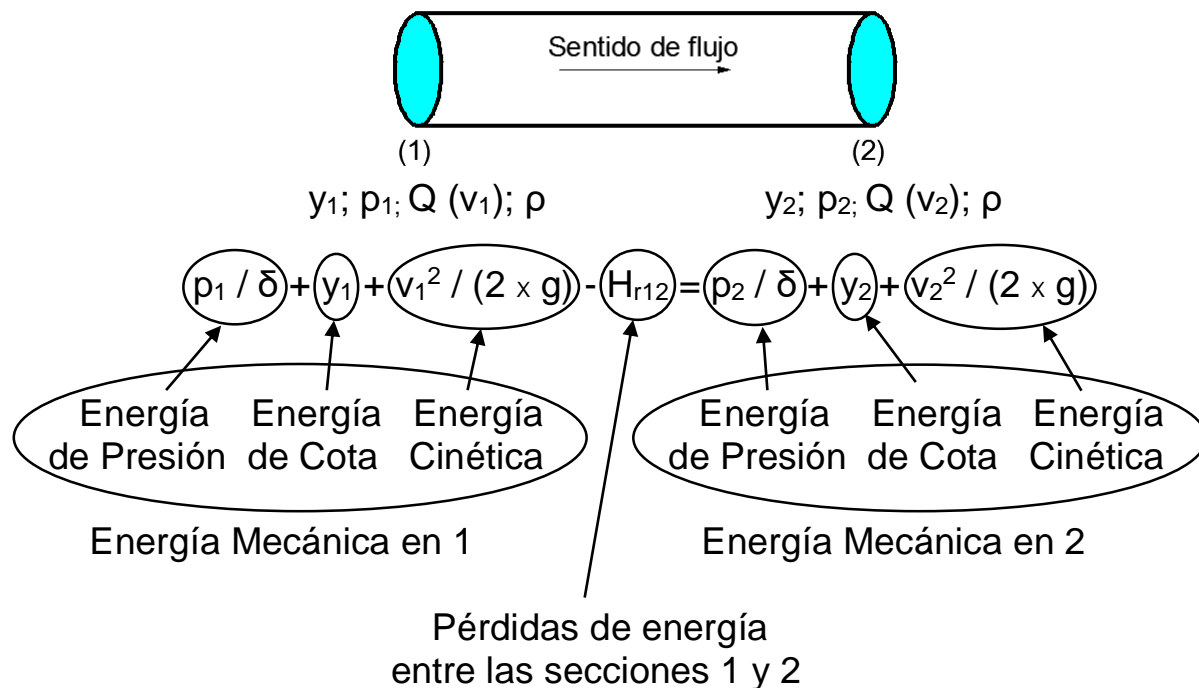 Sentido de flujo
(1) (2)
y₁; p₁; Q (v₁); ρ y₂; p₂; Q (v₂); ρ
p₁ / δ + y₁ + v₁² / (2 x g) - Hr₁₂ = p₂ / δ + y₂ + v₂² / (2 x g)
Energía Energía Energía Energía Energía Energía
de Presión de Cota Cinética de Presión de Cota Cinética
Energía Mecánica en 1 Energía Mecánica en 2
Pérdidas de energía
entre las secciones 1 y 2